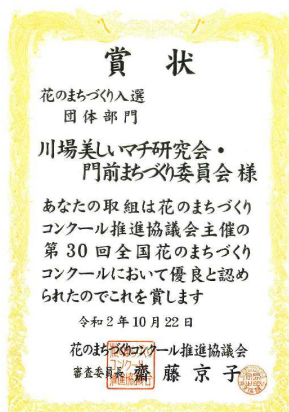 賞状
花のまちづくり入選
団体部門
川場美しいマチ研究会・
門前まちづくり委員会 様
あなたの取組は花のまちづくり
コンクール推進協議会主催の
第30回全国花のまちづくり
コンクールにおいて優良と認め
られたのでこれを賞します
令和2年10月22日
花のまちづくりコンクール推進協議会
審査委員長 齋藤京子